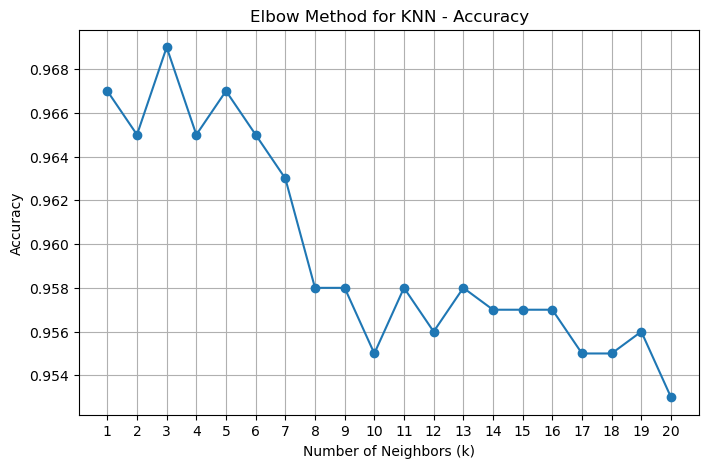 Elbow Method for KNN - Accuracy
0.968
0.966
0.964
0.962
0.960
0.958
0.956
0.954
Accuracy
1 2 3 4 5 6 7 8 9 10 11 12 13 14 15 16 17 18 19 20
Number of Neighbors (k)